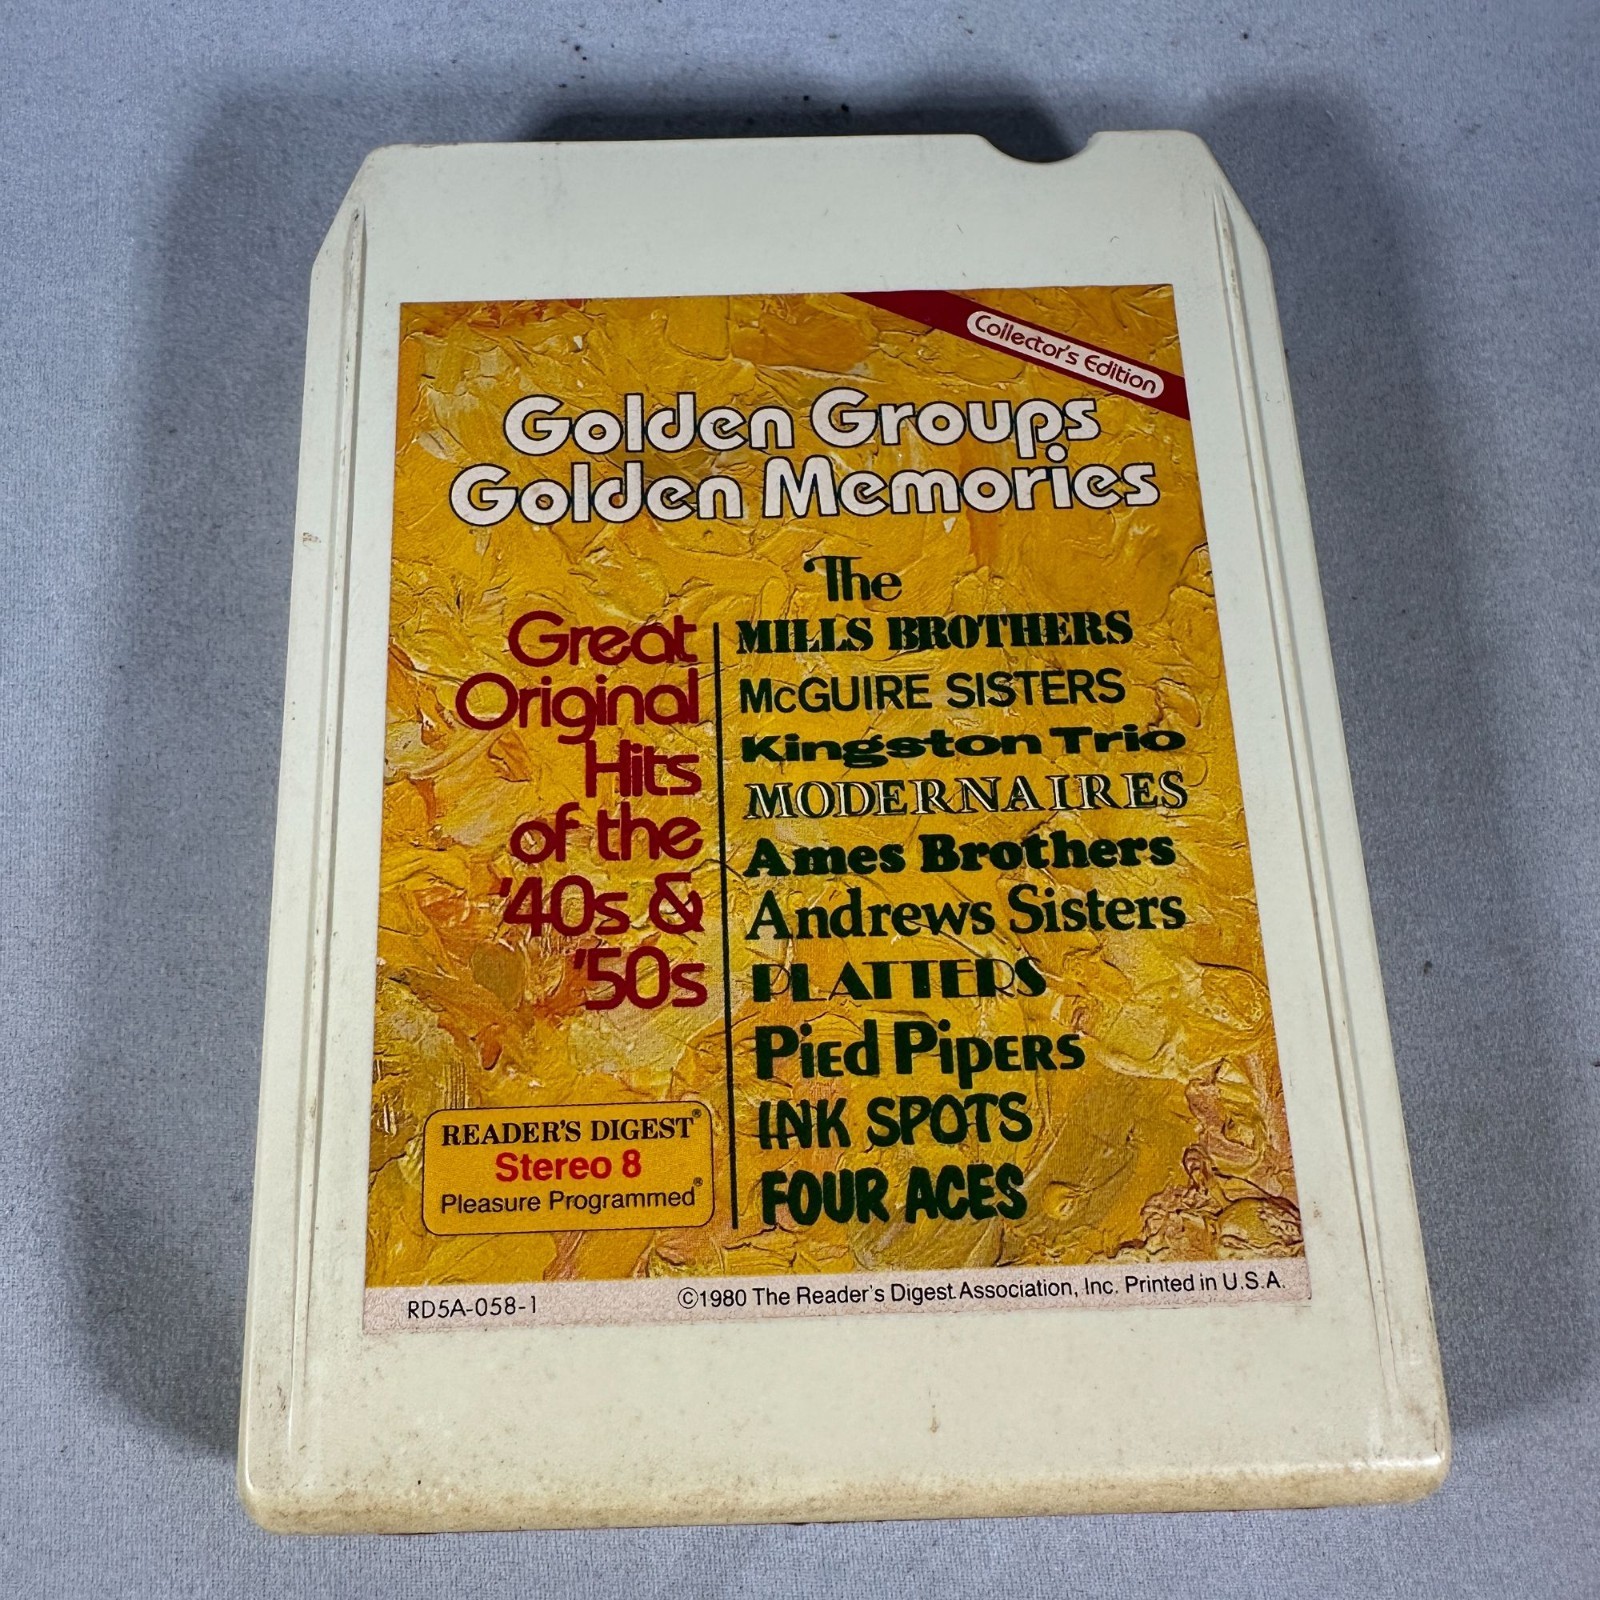 Collector's Edition
Golden Groups
Golden Memories
Great
Original
Hits
of the
'40s &
'50s
The
MILLS BROTHERS
McGUIRE SISTERS
Kingston Trio
MODERNAIRES
Ames Brothers
Andrews Sisters
PLATTERS
Pied Pipers
INK SPOTS
FOUR ACES
READER'S DIGEST®
Stereo 8
Pleasure Programmed®
RD5A-058-1
©1980 The Reader's Digest Association, Inc. Printed in U.S.A.